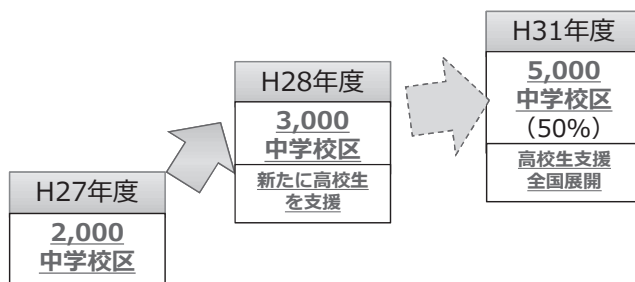 H27年度
2,000
中学校区
H28年度
3,000
中学校区
新たに高校生
を支援
H31年度
5,000
中学校区
（50%）
高校生支援
全国展開